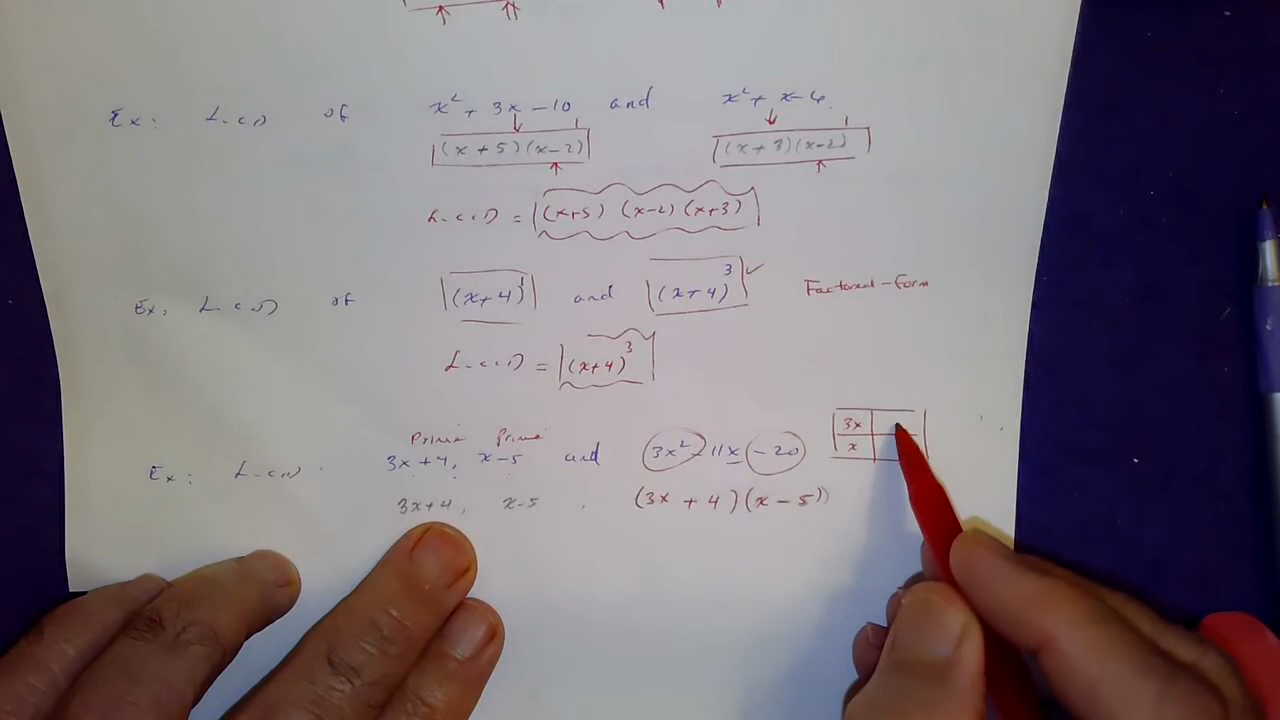 Ex: L.C.D of x² + 3x - 10 and x² + x - 6
(x + 5)(x - 2) (x + 3)(x - 2)
L.C.D = (x+5) (x-2) (x+3)
Ex: L.C.D of (x+4)¹ and (x+4)³ ✓ Factored-Form
L.C.D = (x+4)³
Prime Prime 3x
Ex: L.C.D. 3x+4, x-5 and 3x² - 11x - 20 x
3x+4, x-5 , (3x + 4)(x - 5)